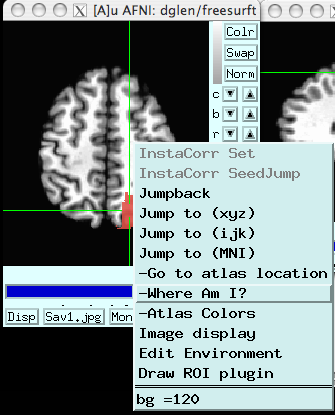 [A]u AFNI: dglen/freesurft
Colr
Swap
Norm
c
b
r
InstaCorr Set
InstaCorr SeedJump
Jumpback
Jump to (xyz)
Jump to (ijk)
Jump to (MNI)
-Go to atlas location
-Where Am I?
-Atlas Colors
Image display
Edit Environment
Draw ROI plugin
bg =120
Disp Sav1.jpg Mon